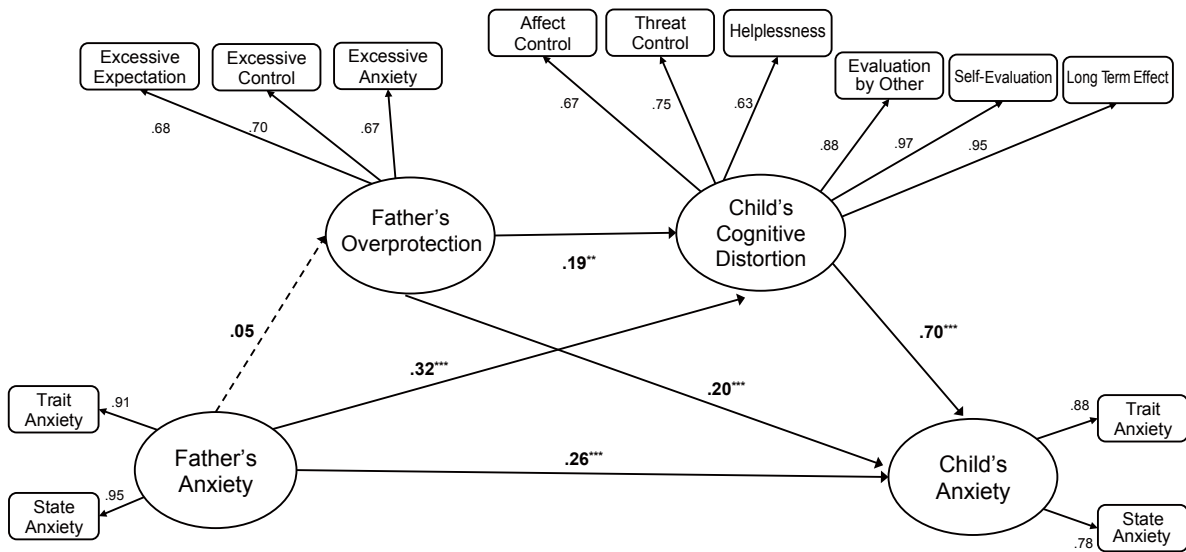 Excessive
Expectation
Excessive
Control
Excessive
Anxiety
Affect
Control
Threat
Control
Helplessness
Evaluation
by Other
Self-Evaluation
Long Term Effect
.68
.70
.67
.67
.75
.63
.88
.97
.95
Father's
Overprotection
Child's
Cognitive
Distortion
.19**
.05
.32***
.20***
.70***
.26***
Trait
Anxiety
.91
State
Anxiety
.95
Father's
Anxiety
Child's
Anxiety
.88
Trait
Anxiety
.78
State
Anxiety